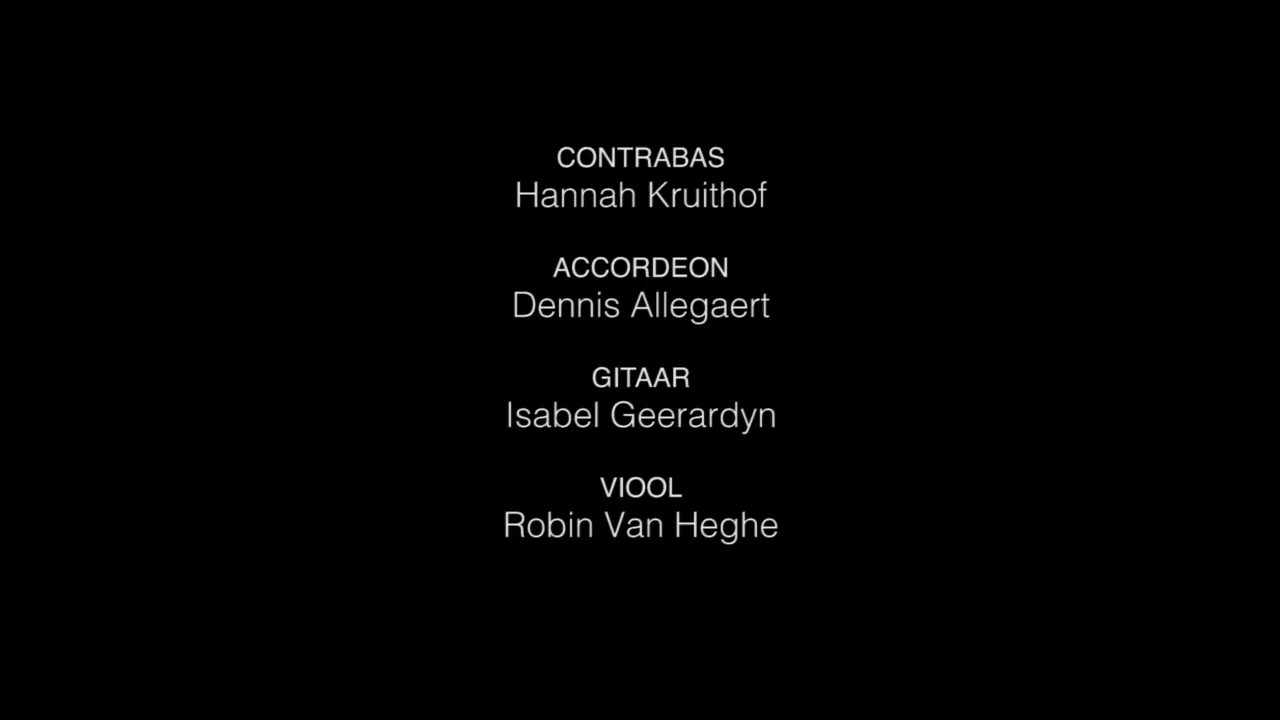 CONTRABAS
Hannah Kruithof
ACCORDEON
Dennis Allegaert
GITAAR
Isabel Geerardyn
VIOOL
Robin Van Heghe